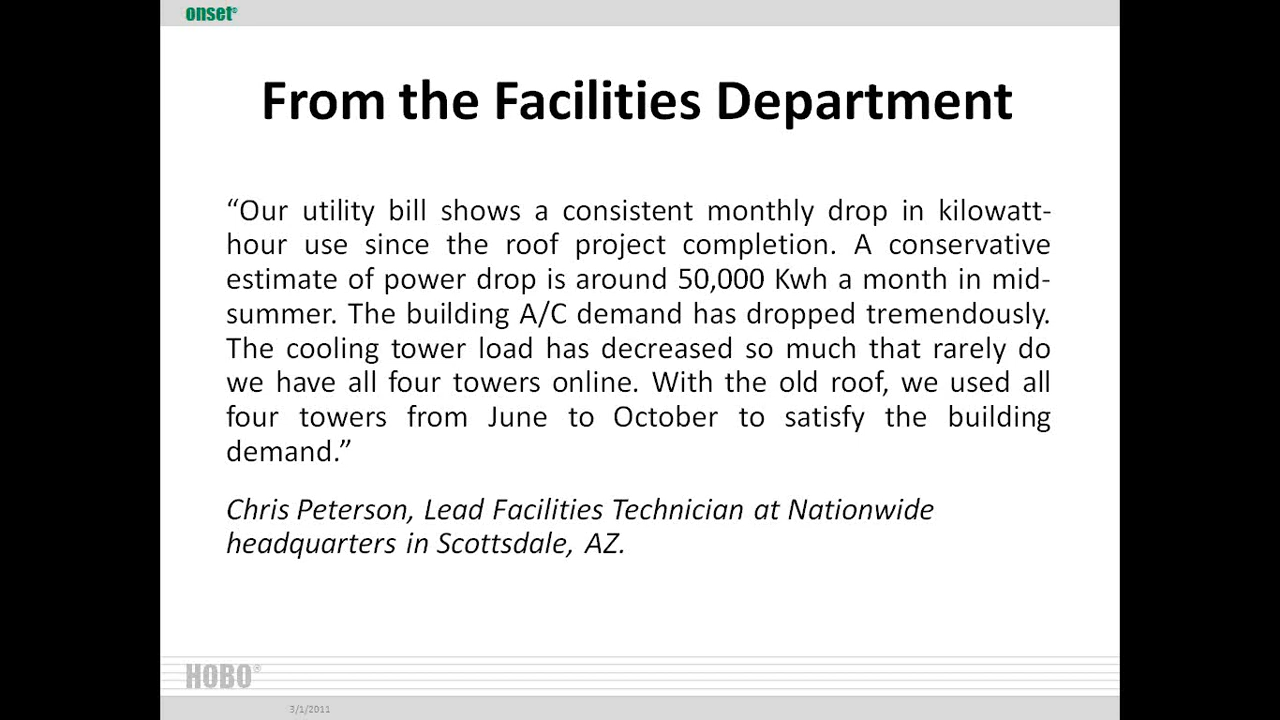 onset®
From the Facilities Department
“Our utility bill shows a consistent monthly drop in kilowatt-
hour use since the roof project completion. A conservative
estimate of power drop is around 50,000 Kwh a month in mid-
summer. The building A/C demand has dropped tremendously.
The cooling tower load has decreased so much that rarely do
we have all four towers online. With the old roof, we used all
four towers from June to October to satisfy the building
demand.”
Chris Peterson, Lead Facilities Technician at Nationwide
headquarters in Scottsdale, AZ.
HOBO®
3/1/2011